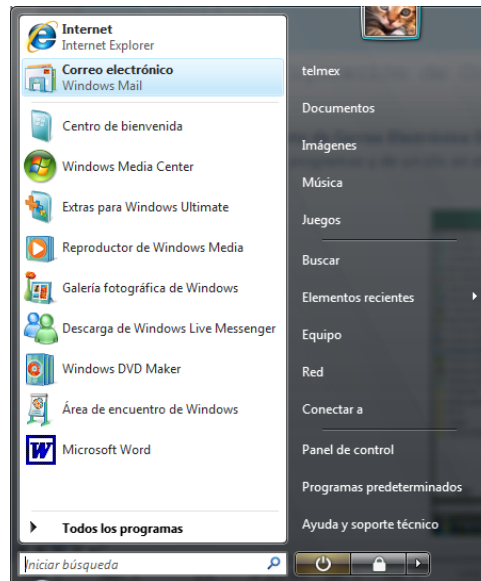 Internet
Internet Explorer
Correo electrónico
Windows Mail
Centro de bienvenida
Windows Media Center
Extras para Windows Ultimate
Reproductor de Windows Media
Galería fotográfica de Windows
Descarga de Windows Live Messenger
Windows DVD Maker
Área de encuentro de Windows
Microsoft Word
Todos los programas
Iniciar búsqueda
telmex
Documentos
Imágenes
Música
Juegos
Buscar
Elementos recientes
Equipo
Red
Conectar a
Panel de control
Programas predeterminados
Ayuda y soporte técnico